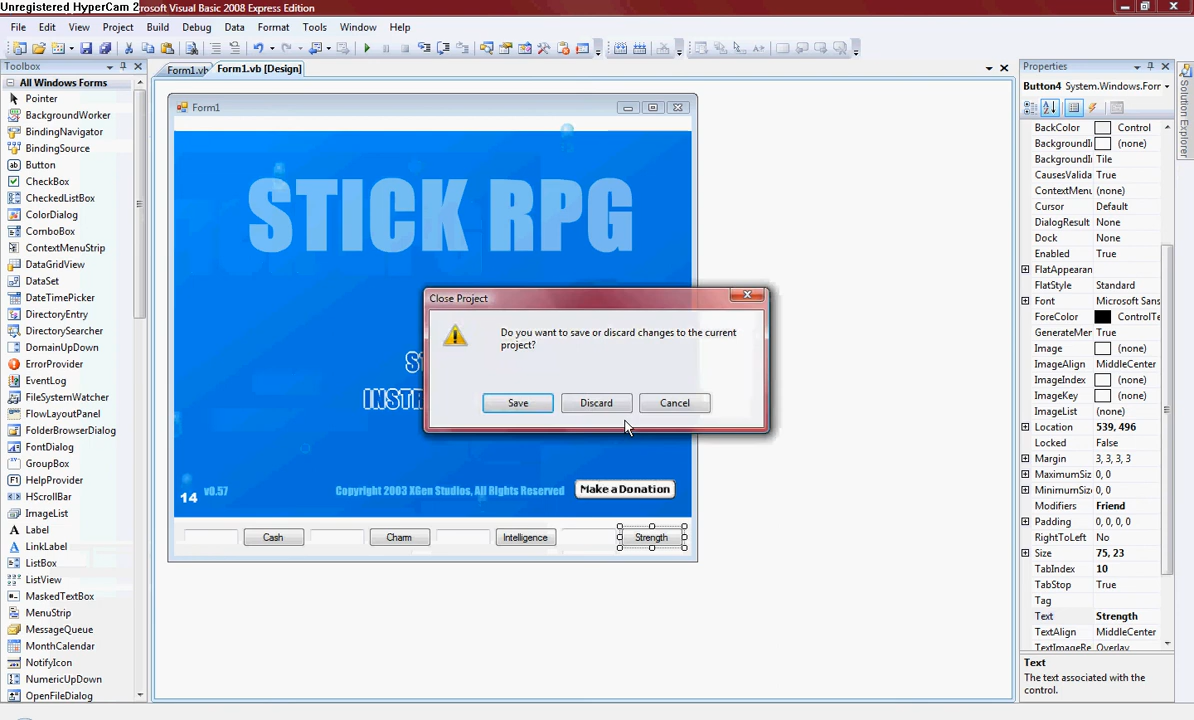 Unregistered HyperCam 2
rosoft Visual Basic 2008 Express Edition
File Edit View Project Build Debug Data Format Tools Window Help
Toolbox
All Windows Forms
Pointer
BackgroundWorker
BindingNavigator
BindingSource
Button
CheckBox
CheckedListBox
ColorDialog
ComboBox
ContextMenuStrip
DataGridView
DataSet
DateTimePicker
DirectoryEntry
DirectorySearcher
DomainUpDown
ErrorProvider
EventLog
FileSystemWatcher
FlowLayoutPanel
FolderBrowserDialog
FontDialog
GroupBox
HelpProvider
HScrollBar
ImageList
Label
LinkLabel
ListBox
ListView
MaskedTextBox
MenuStrip
MessageQueue
MonthCalendar
NotifyIcon
NumericUpDown
OpenFileDialog
Form1.vb Form1.vb [Design]
Form1
STICK RPG
INSTR
14 v0.57 Copyright 2003 XGen Studios, All Rights Reserved Make a Donation
Cash Charm Intelligence Strength
Close Project
Do you want to save or discard changes to the current
project?
Save Discard Cancel
Properties
Button4 System.Windows.Forr
BackColor Control
BackgroundI (none)
BackgroundI Tile
CausesValida True
ContextMenu (none)
Cursor Default
DialogResult None
Dock None
Enabled True
FlatAppearan
FlatStyle Standard
Font Microsoft Sans
ForeColor ControlTe
GenerateMer True
Image (none)
ImageAlign MiddleCenter
ImageIndex (none)
ImageKey (none)
ImageList (none)
Location 539, 496
Locked False
Margin 3, 3, 3, 3
MaximumSiz 0, 0
MinimumSiz 0, 0
Modifiers Friend
Padding 0, 0, 0, 0
RightToLeft No
Size 75, 23
TabIndex 10
TabStop True
Tag
Text Strength
TextAlign MiddleCenter
TextImageRe Overlay
Text
The text associated with the
control.
Solution Explorer